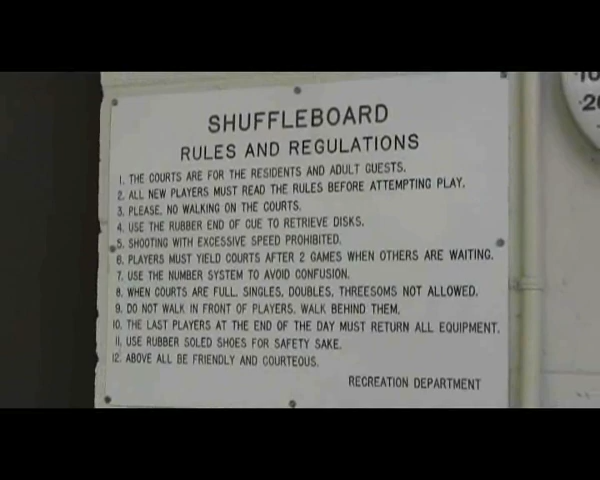 SHUFFLEBOARD
RULES AND REGULATIONS
1. THE COURTS ARE FOR THE RESIDENTS AND ADULT GUESTS.
2. ALL NEW PLAYERS MUST READ THE RULES BEFORE ATTEMPTING PLAY.
3. PLEASE, NO WALKING ON THE COURTS.
4. USE THE RUBBER END OF CUE TO RETRIEVE DISKS.
5. SHOOTING WITH EXCESSIVE SPEED PROHIBITED.
6. PLAYERS MUST YIELD COURTS AFTER 2 GAMES WHEN OTHERS ARE WAITING.
7. USE THE NUMBER SYSTEM TO AVOID CONFUSION.
8. WHEN COURTS ARE FULL, SINGLES, DOUBLES, THREESOMS NOT ALLOWED.
9. DO NOT WALK IN FRONT OF PLAYERS, WALK BEHIND THEM.
10. THE LAST PLAYERS AT THE END OF THE DAY MUST RETURN ALL EQUIPMENT.
11. USE RUBBER SOLED SHOES FOR SAFETY SAKE.
12. ABOVE ALL BE FRIENDLY AND COURTEOUS.
RECREATION DEPARTMENT